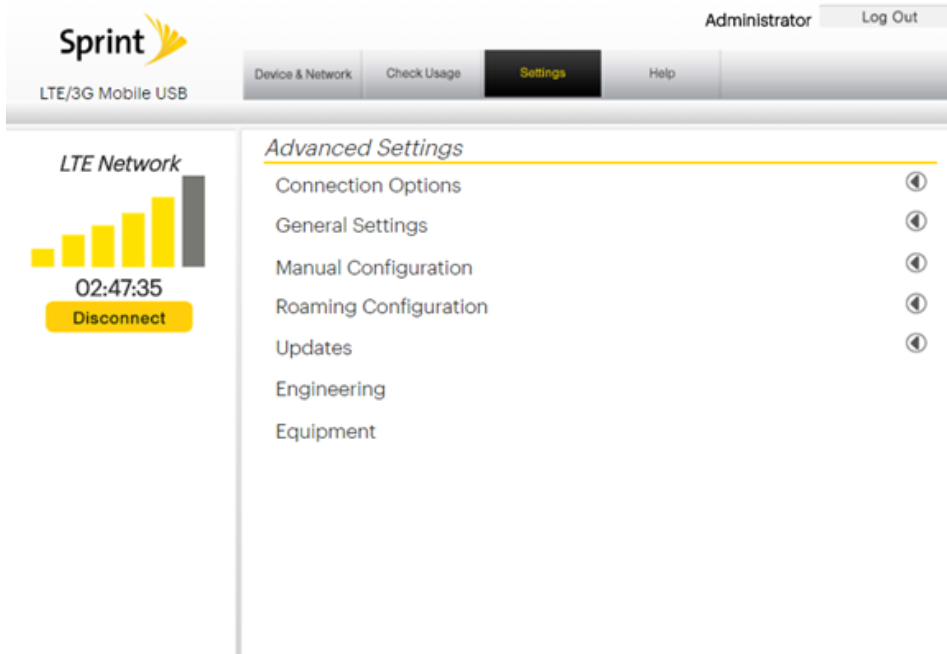 Administrator Log Out
Sprint
LTE/3G Mobile USB
Device & Network Check Usage Settings Help
LTE Network
02:47:35
Disconnect
Advanced Settings
Connection Options
General Settings
Manual Configuration
Roaming Configuration
Updates
Engineering
Equipment